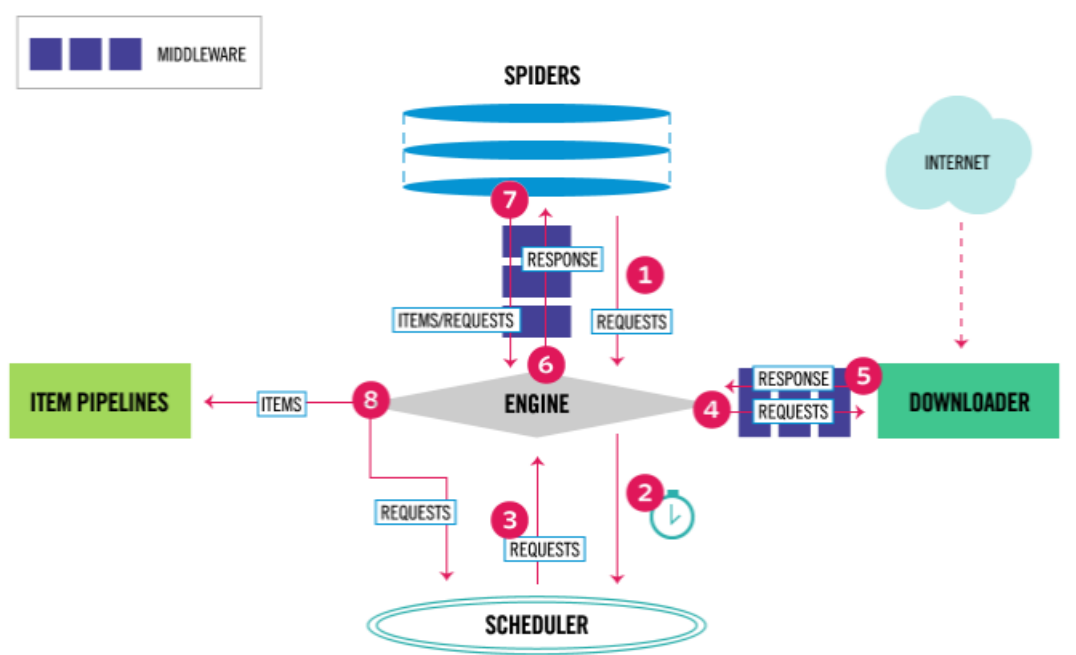 MIDDLEWARE
SPIDERS
INTERNET
7
RESPONSE
1
ITEMS/REQUESTS
REQUESTS
6
5
RESPONSE
ITEM PIPELINES
ITEMS
8
ENGINE
4
REQUESTS
DOWNLOADER
2
REQUESTS
3
REQUESTS
SCHEDULER